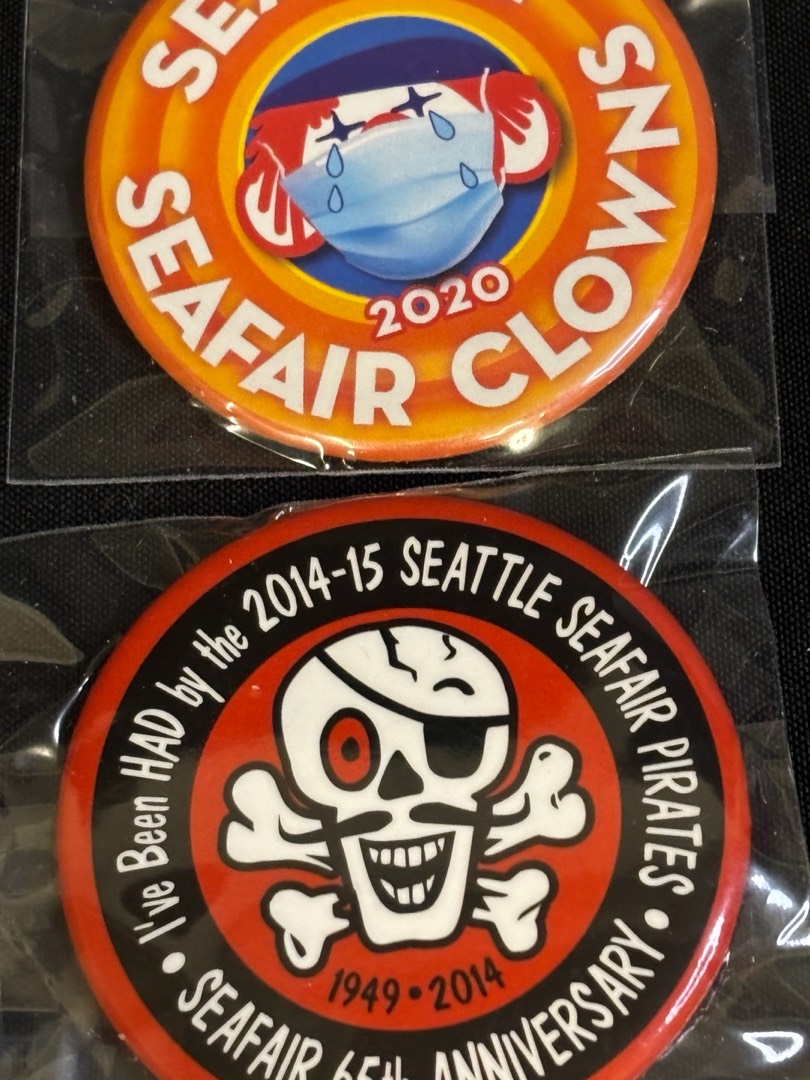 SEAFAIR CLOWNS
2020
I've Been HAD by the 2014-15 SEATTLE SEAFAIR PIRATES
1949 • 2014
• SEAFAIR 65th ANNIVERSARY •